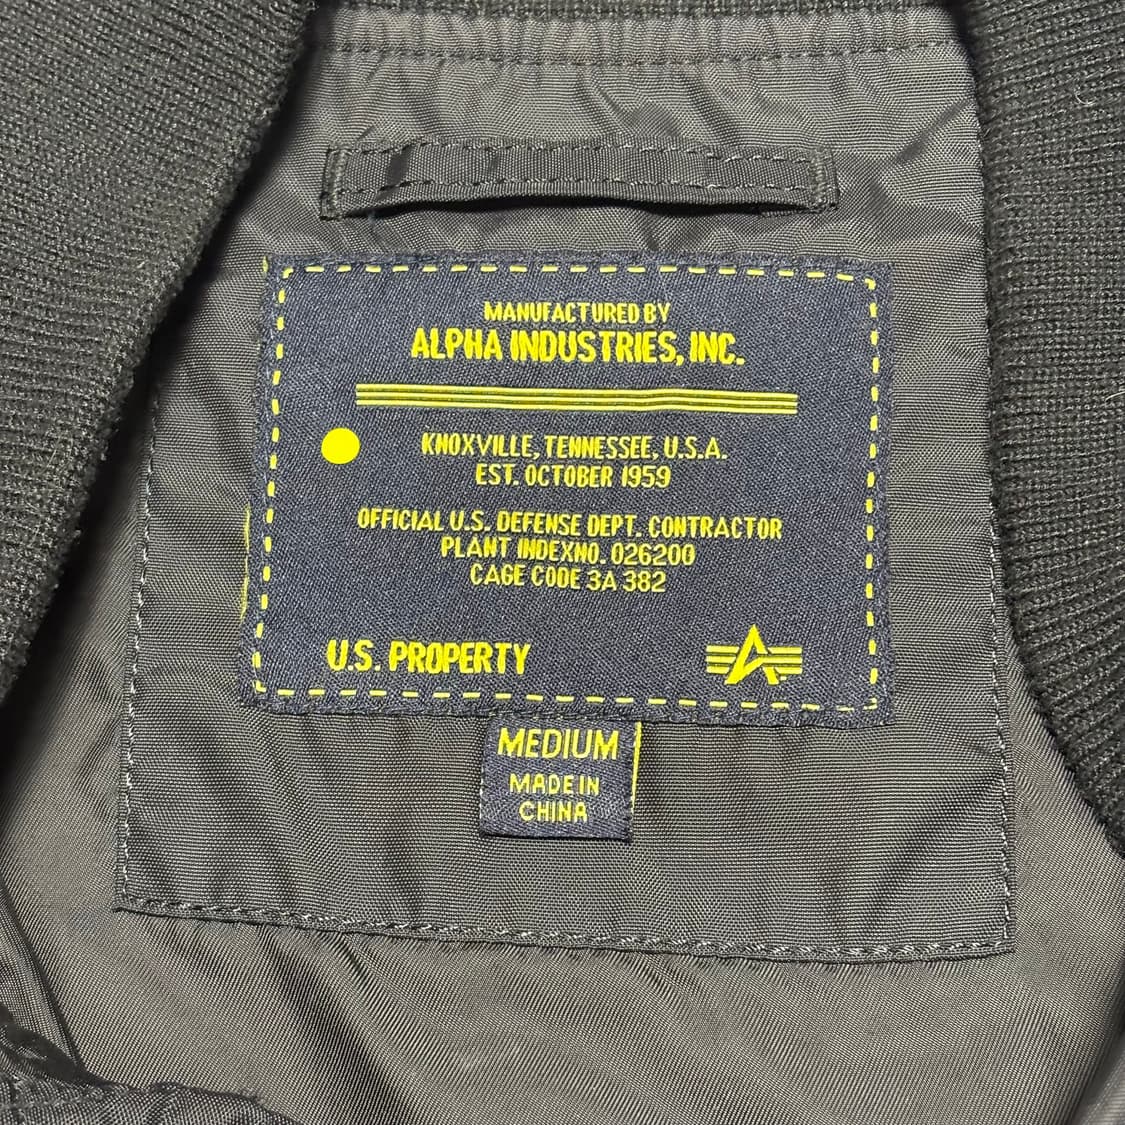 MANUFACTURED BY
ALPHA INDUSTRIES, INC.
KNOXVILLE, TENNESSEE, U.S.A.
EST. OCTOBER 1959
OFFICIAL U.S. DEFENSE DEPT. CONTRACTOR
PLANT INDEXNO. 026200
CAGE CODE 3A 382
U.S. PROPERTY
MEDIUM
MADE IN
CHINA